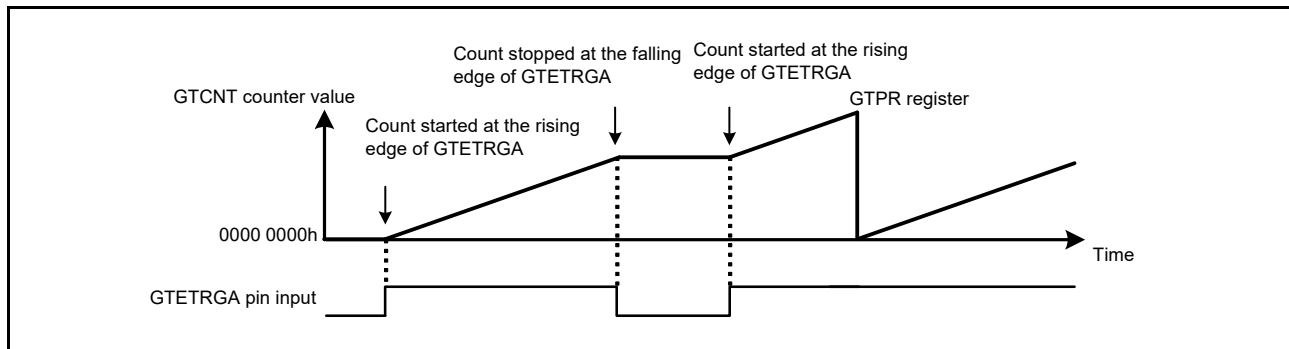 Count stopped at the falling
edge of GTETRGA
Count started at the rising
edge of GTETRGA
GTCNT counter value
GTPR register
Count started at the rising
edge of GTETRGA
0000 0000h
Time
GTETRGA pin input